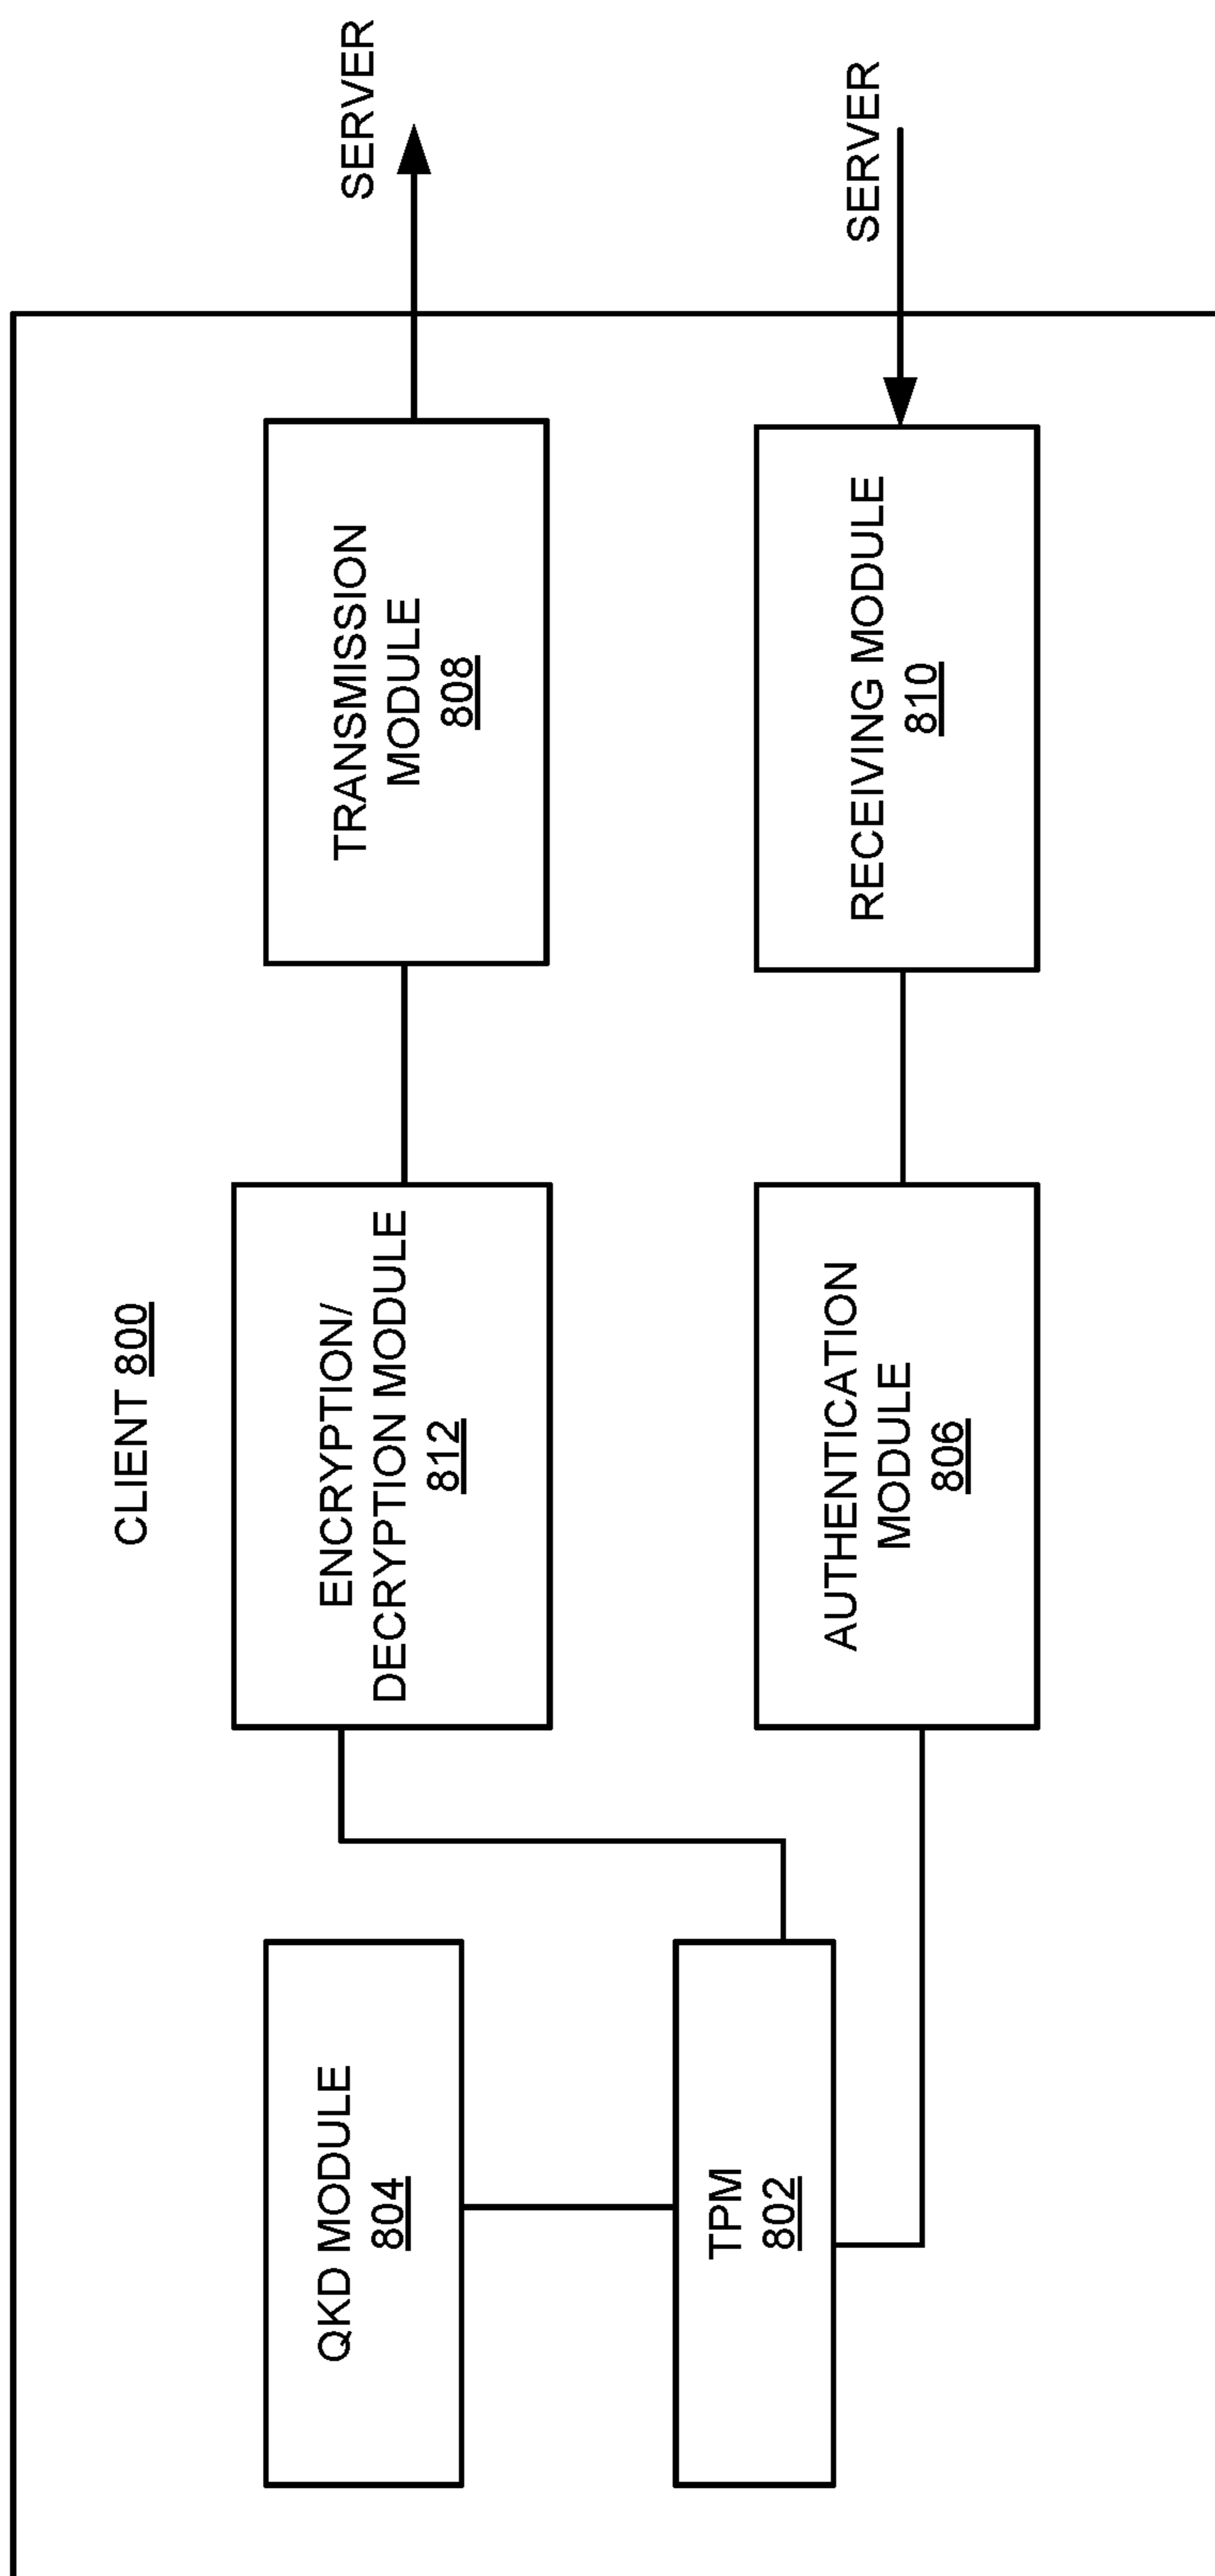 CLIENT 800
QKD MODULE
804
ENCRYPTION/
DECRYPTION MODULE
812
TRANSMISSION
MODULE
808
SERVER
TPM
802
AUTHENTICATION
MODULE
806
RECEIVING MODULE
810
SERVER